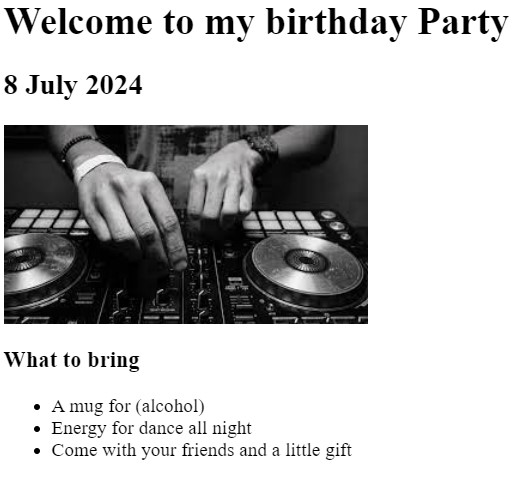 Welcome to my birthday Party
8 July 2024
What to bring
A mug for (alcohol)
Energy for dance all night
Come with your friends and a little gift